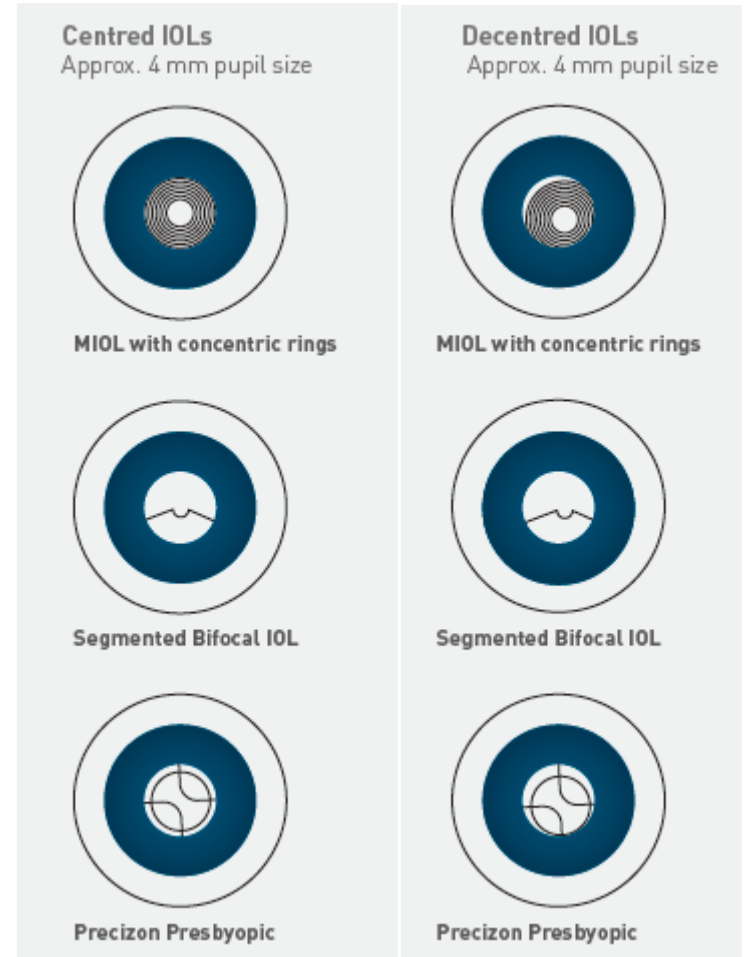 Centred IOLs
Approx. 4 mm pupil size
MIOL with concentric rings
Segmented Bifocal IOL
Precizon Presbyopic
Decentred IOLs
Approx. 4 mm pupil size
MIOL with concentric rings
Segmented Bifocal IOL
Precizon Presbyopic